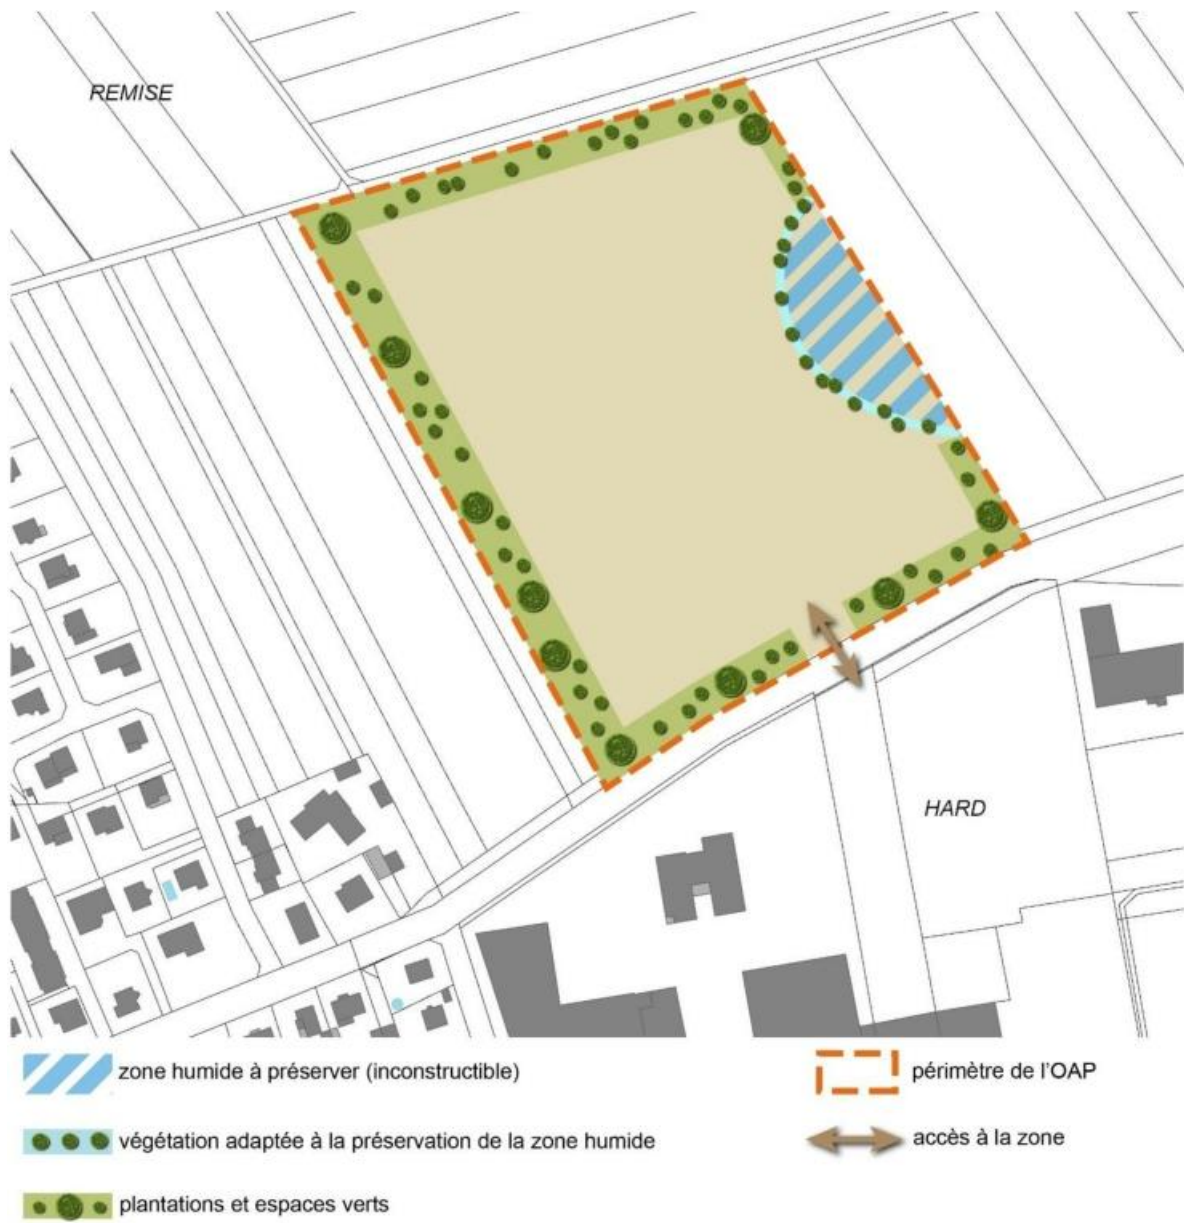 REMISE
HARD
zone humide à préserver (inconstructible)
périmètre de l'OAP
végétation adaptée à la préservation de la zone humide
accès à la zone
plantations et espaces verts